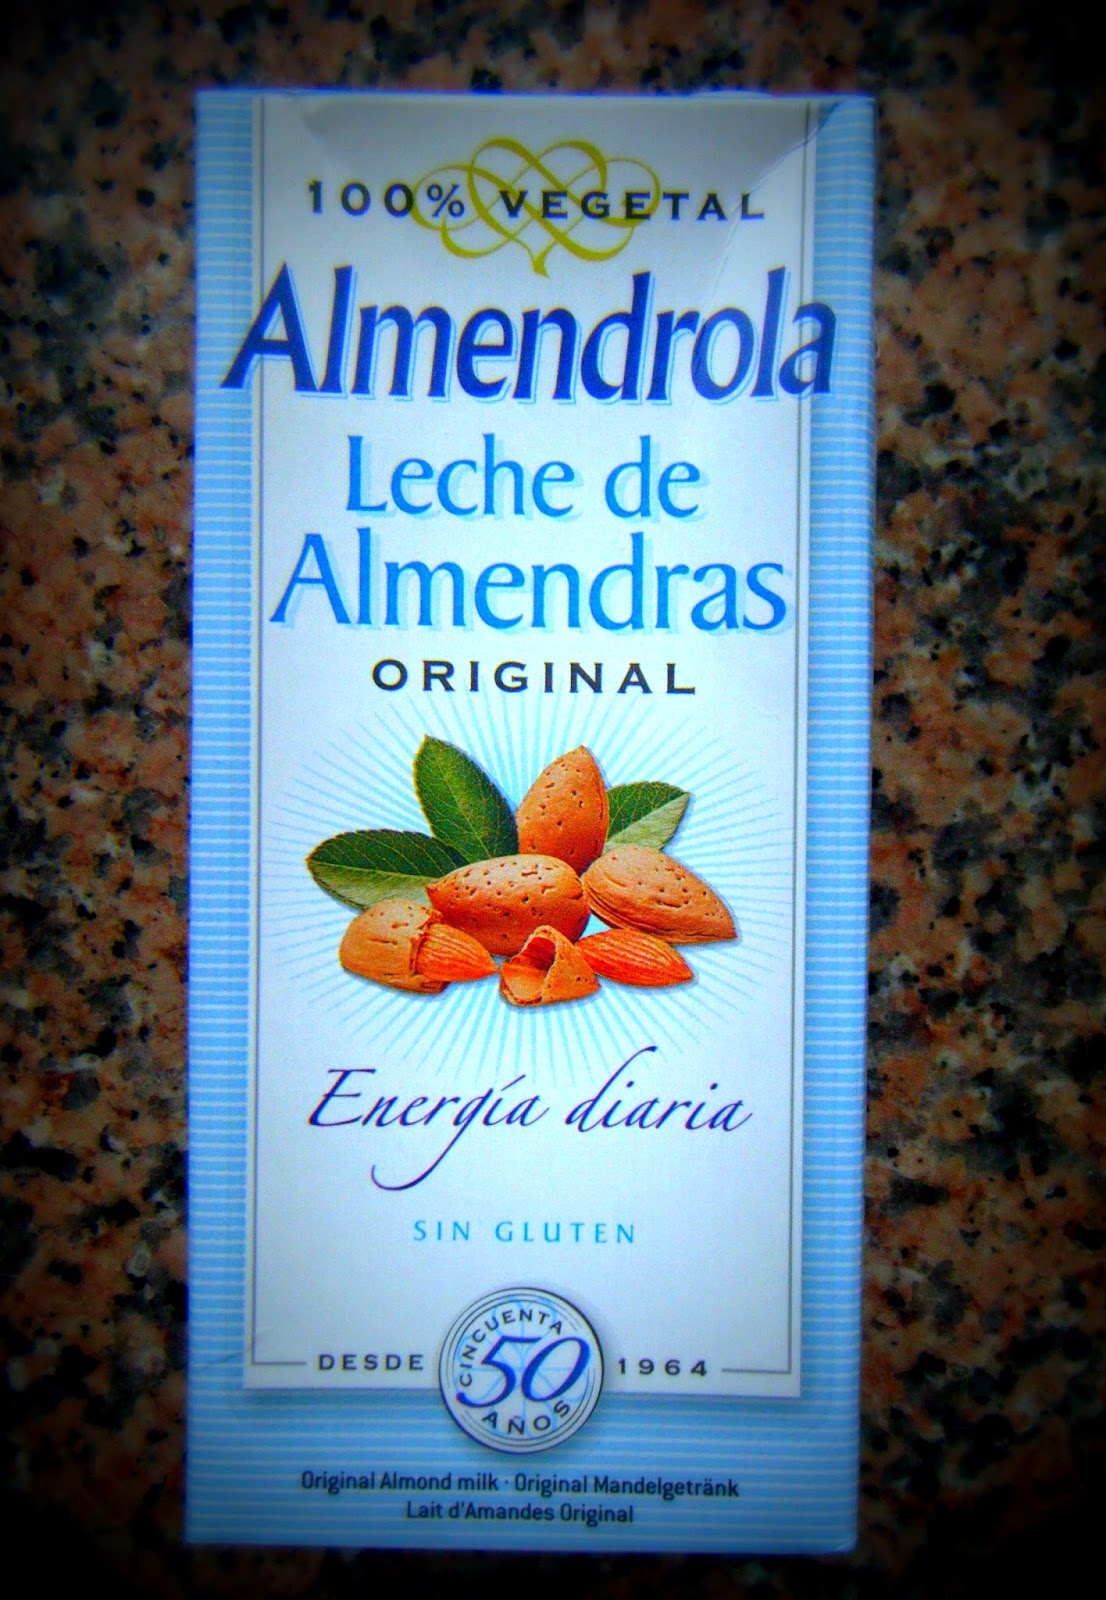 100% VEGETAL
Almendrola
Leche de
Almendras
ORIGINAL
Energía diaria
SIN GLUTEN
DESDE 1964
CINCUENTA
50
AÑOS
Original Almond milk · Original Mandelgetränk
Lait d'Amandes Original